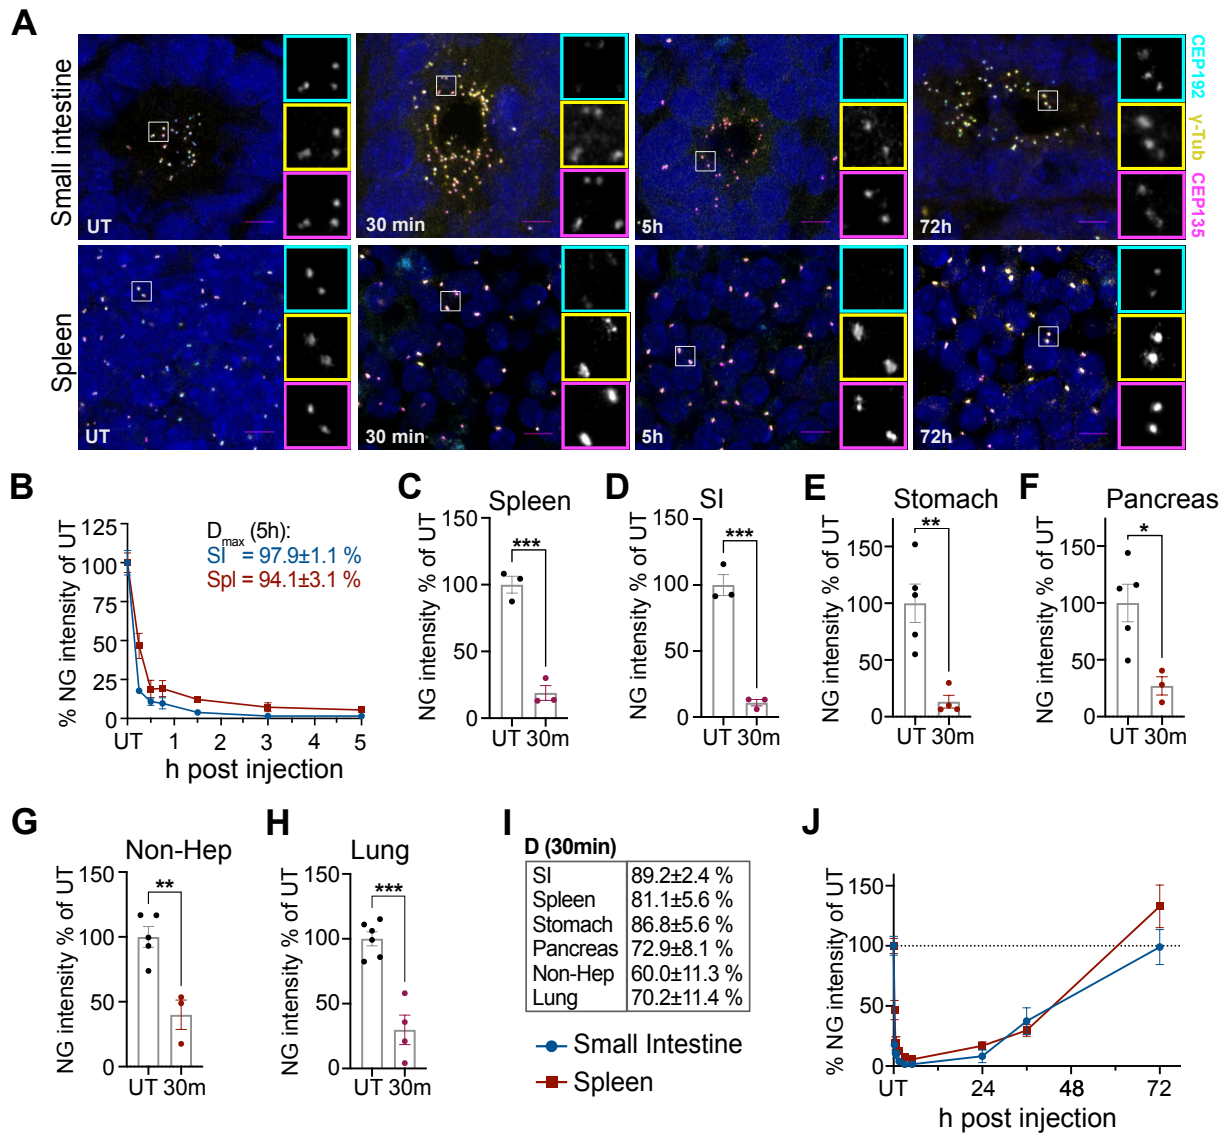 A
Small intestine
UT
30 min
5h
72h
CEP192 γ-Tub CEP135
Spleen
UT
30 min
5h
72h
B
% NG intensity of UT
125
100
75
50
25
0
Dmax (5h):
SI = 97.9±1.1 %
Spl = 94.1±3.1 %
UT 1 2 3 4 5
h post injection
C
Spleen
NG intensity % of UT
150
100
50
0
***
UT 30m
D
SI
NG intensity % of UT
150
100
50
0
***
UT 30m
E
Stomach
NG intensity % of UT
150
100
50
0
**
UT 30m
F
Pancreas
NG intensity % of UT
150
100
50
0
*
UT 30m
G
Non-Hep
NG intensity % of UT
150
100
50
0
**
UT 30m
H
Lung
NG intensity % of UT
150
100
50
0
***
UT 30m
I
D (30min)
SI 89.2±2.4 %
Spleen 81.1±5.6 %
Stomach 86.8±5.6 %
Pancreas 72.9±8.1 %
Non-Hep 60.0±11.3 %
Lung 70.2±11.4 %
Small Intestine
Spleen
J
% NG intensity of UT
150
100
50
0
UT 24 48 72
h post injection